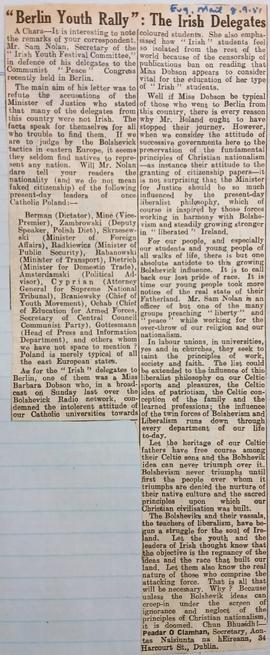 Eve. Mail 8.9.51
"Berlin Youth Rally": The Irish Delegates
A Chara—It is interesting to note
the remarks of your correspondent,
Mr. Sam Nolan, Secretary of the
"Irish Youth Festival Committee,"
in defence of his delegates to the
Communist "Peace" Congress
recently held in Berlin.
The main aim of his letter was to
refute the accusations of the
Minister of Justice who stated
that many of the delegates from
this country were not Irish. The
facts speak for themselves for all
who trouble to find them. If we
are to judge by the Bolshevick
tactics in eastern Europe, it seems
they seldom find natives to repre-
sent any nation. Will Mr. Nolan
dare tell your readers the
nationality (and we do not mean
faked citizenship) of the following
present-day leaders of once
Catholic Poland:—
Berman (Dictator), Minc (Vice-
Premier), Zambrowski (Deputy
Speaker, Polish Diet), Skrzesew-
ski (Minister of Foreign
Affairs), Radkiewicz (Minister of
Public Security), Rabanowski
(Minister of Transport), Dietrich
(Minister for Domestic Trade),
Amsterdamski (Political Ad-
visor), Cyprian (Attorney
General for Supreme National
Tribunal), Braniewsky (Chief of
Youth Movement), Ochab (Chief
of Education for Armed Forces,
Secretary of Central Council
Communist Party), Gottesmann
(Head of Press and Information
Department), and others whom
we have not space to mention?
Poland is merely typical of all
the east European states.
As for the "Irish" delegates to
Berlin, one of them was a Miss
Barbara Dobson who, in a broad-
cast on Sunday last over the
Bolshevick Radio network, con-
demned the intolerent attitude of
our Catholic universities towards
coloured students. She also empha-
sised how "Irish" students feel
so isolated from the rest of the
world because of the censorship of
publications but on reading that
Miss Dobson appears to consider
vital for the education of her type
of "Irish" students.
If Miss Dobson be typical
of those who went to Berlin from
this country, there is every reason
why Mr. Boland ought to have
stopped their journey. However,
when we consider the attitude of
successive governments here to the
preservation of the fundamental
principles of Christian nationalism
—as instance their attitude to the
granting of citizenship papers—it
is not surprising that the Minister
for Justice should be so much
influenced by the present-day
liberalist philosophy, which of
course is inspired by those forces
working in harmony with Bolshe-
vism and steadily growing stronger
in "liberated" Ireland.
For our people, and especially
our students and young people of
all walks of life, there is but one
absolute antidote to this growing
Bolshevick influence. It is to call
back our lost pride of race. It is
time our young people took more
notice of the real state of their
Fatherland. Mr. Sam Nolan is an
officer of but one of the many
groups preaching "liberty" and
"peace" while working for the
over-throw of our religion and our
nationalism.
In labour unions, in universities,
yes and in churches, they seek to
taint the principles of work,
society and faith. The list could
be extended to the influence of this
liberalist philosophy on our Celtic
sports and pleasures, the Celtic
idea of patriotism, the Celtic con-
ception of the family and the
learned professions; the influence
of the twin forces of Bolshevism and
Liberalism runs down through
every department of our life
to-day.
Let the heritage of our Celtic
fathers have free course among
their Celtic sons and the Bolshevik
idea can never triumph over it.
Bolshevism never triumphs until
first the people over whom it
triumphs are denied the nurture of
their native culture and the sacred
principles upon which our
Christian civilisation was built.
The Bolsheviks and their vassals,
the teachers of liberalism, have be-
gun a struggle for the soul of Ire-
land. Let the youth and the
leaders of Irish thought know that
the objective is the regnancy of the
ideas and the race that built our
land. Let them also know the real
nature of those who comprise the
attacking force. That is all that
will be necessary. Why? Because
unless the Bolshevik ideas can
creep-in under the screen of
ignorance and neglect of the
principles of Christian nationalism,
it is doomed. Chun Bhuaidh!—
Peadar O Clamhan, Secretary, Aon-
tas Naisiunta na hEireann, 54
Harcourt St., Dublin.